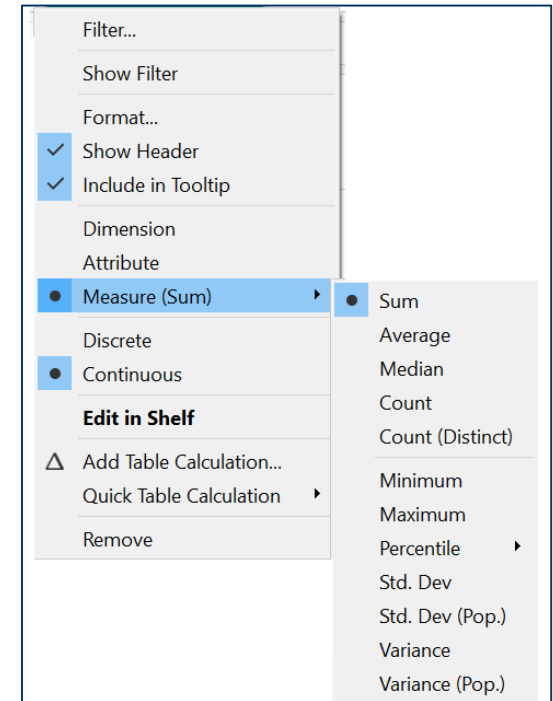 Filter...
Show Filter
Format...
Show Header
Include in Tooltip
Dimension
Attribute
Measure (Sum)
Discrete
Continuous
Edit in Shelf
Add Table Calculation...
Quick Table Calculation
Remove
Sum
Average
Median
Count
Count (Distinct)
Minimum
Maximum
Percentile
Std. Dev
Std. Dev (Pop.)
Variance
Variance (Pop.)